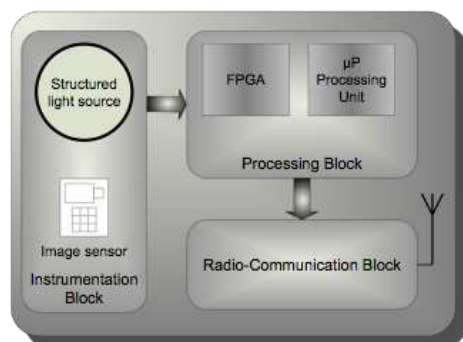 Structured
light source
Image sensor
Instrumentation
Block
FPGA
µP
Processing
Unit
Processing Block
Radio-Communication Block